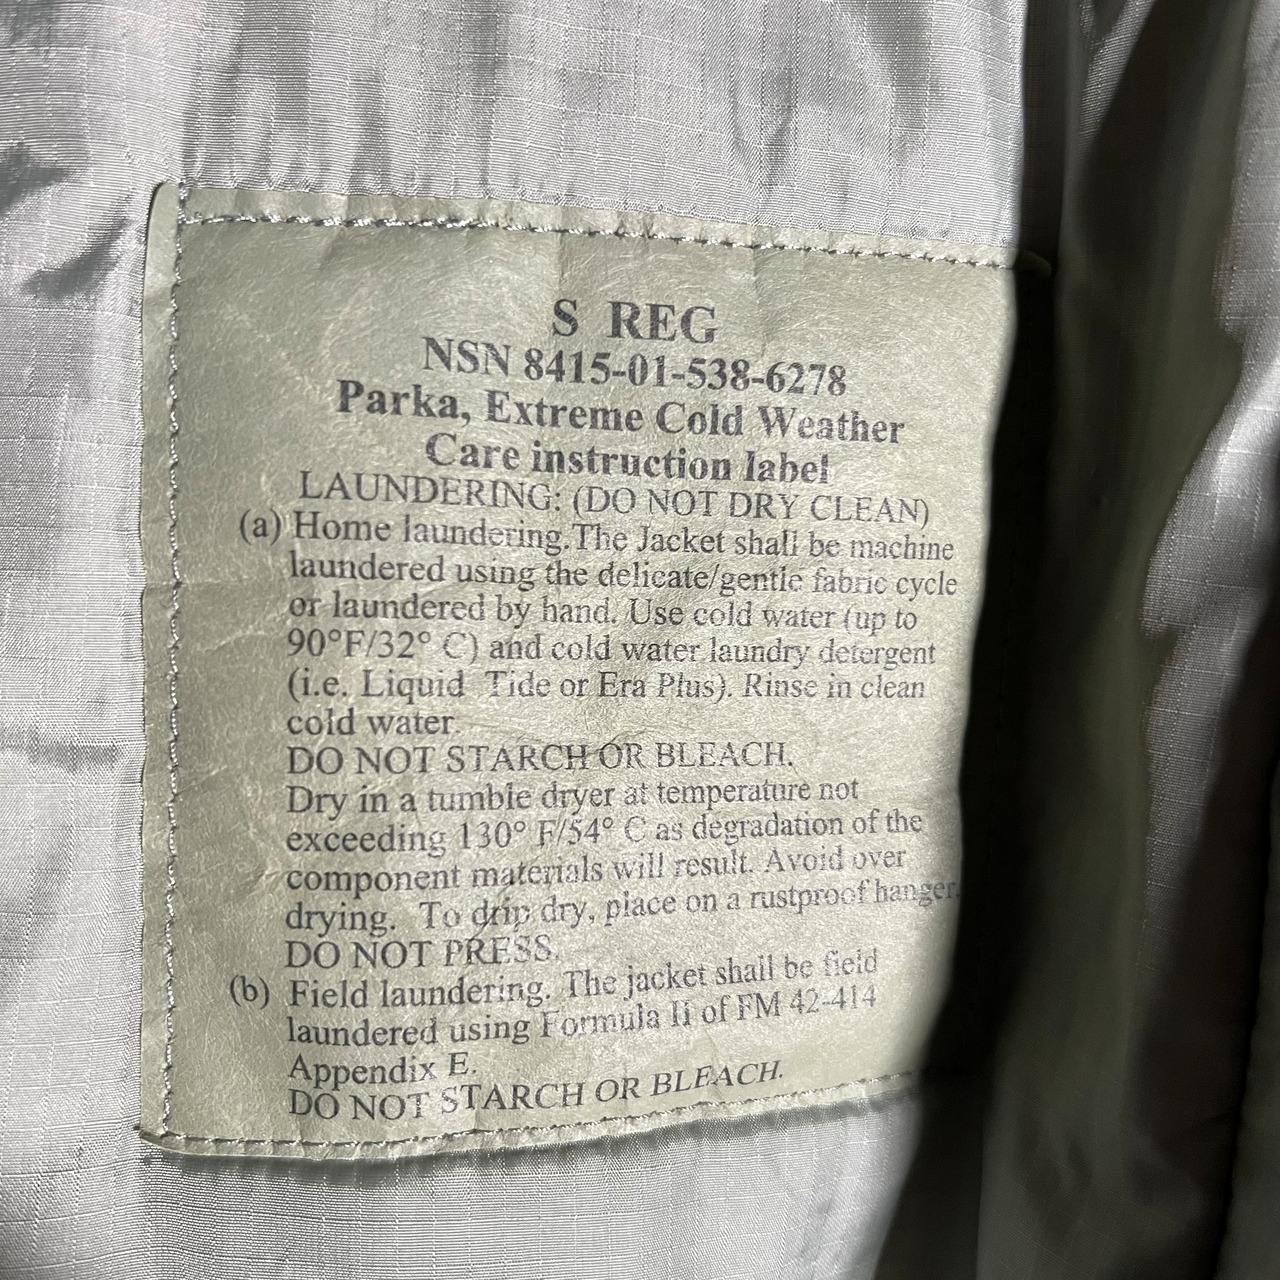 S REG
NSN 8415-01-538-6278
Parka, Extreme Cold Weather
Care instruction label
LAUNDERING: (DO NOT DRY CLEAN)
(a) Home laundering.The Jacket shall be machine
laundered using the delicate/gentle fabric cycle
or laundered by hand. Use cold water (up to
90°F/32° C) and cold water laundry detergent
(i.e. Liquid Tide or Era Plus). Rinse in clean
cold water.
DO NOT STARCH OR BLEACH.
Dry in a tumble dryer at temperature not
exceeding 130° F/54° C as degradation of the
component materials will result. Avoid over
drying. To drip dry, place on a rustproof hanger.
DO NOT PRESS.
(b) Field laundering. The jacket shall be field
laundered using Formula Ii of FM 42-414
Appendix E.
DO NOT STARCH OR BLEACH.